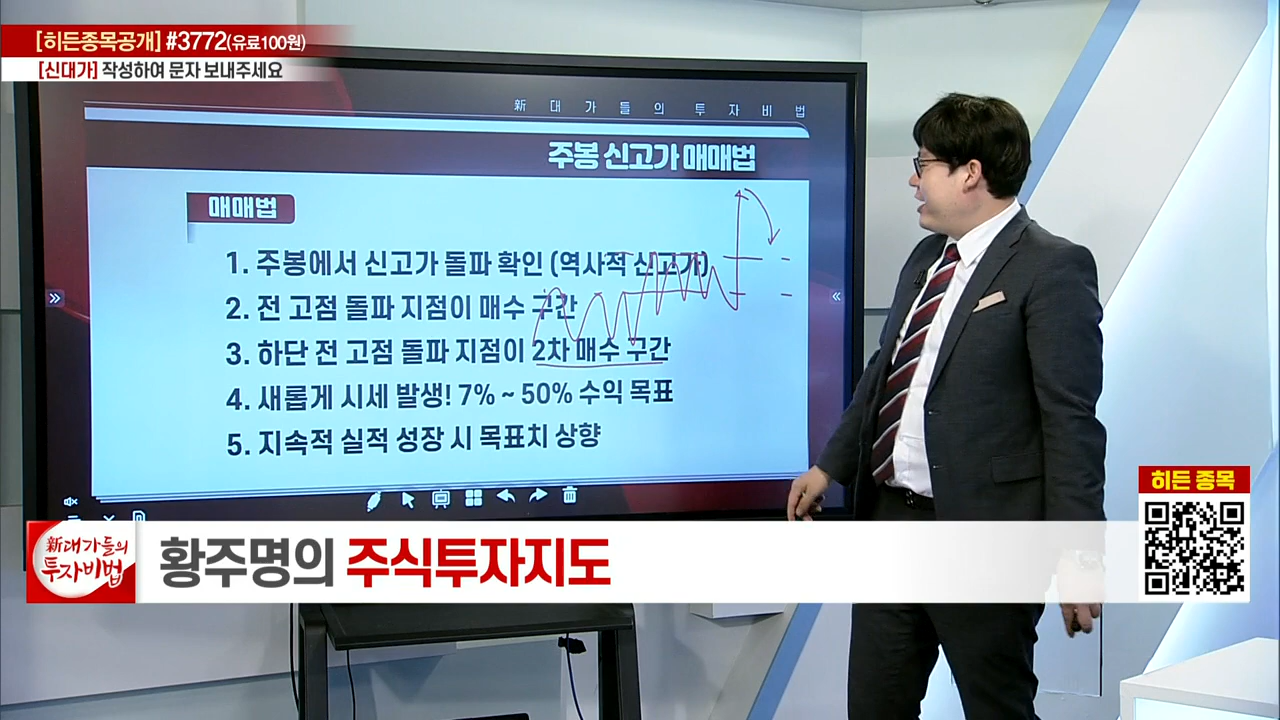 [히든종목공개] #3772(유료100원)
[신대가] 작성하여 문자 보내주세요
新 대 가 들 의 투 자 비 법
주봉 신고가 매매법
매매법
1. 주봉에서 신고가 돌파 확인 (역사적 신고가)
2. 전 고점 돌파 지점이 매수 구간
3. 하단 전 고점 돌파 지점이 2차 매수 구간
4. 새롭게 시세 발생! 7% ~ 50% 수익 목표
5. 지속적 실적 성장 시 목표치 상향
히든 종목
新대가들의
투자비법
황주명의 주식투자지도